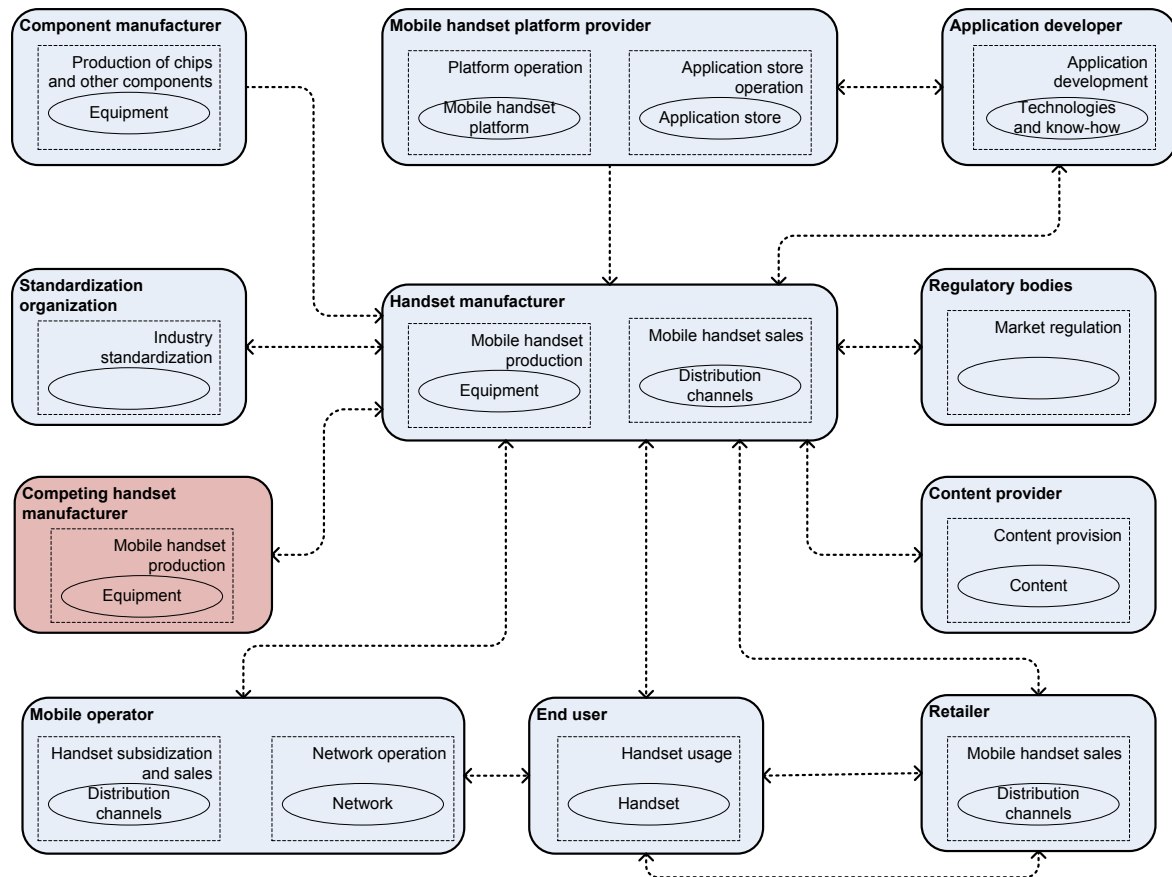 Component manufacturer
Production of chips
and other components
Equipment
Mobile handset platform provider
Platform operation
Mobile handset
platform
Application store
operation
Application store
Application developer
Application
development
Technologies
and know-how
Standardization
organization
Industry
standardization
Handset manufacturer
Mobile handset
production
Equipment
Mobile handset sales
Distribution
channels
Regulatory bodies
Market regulation
Competing handset
manufacturer
Mobile handset
production
Equipment
Content provider
Content provision
Content
Mobile operator
Handset subsidization
and sales
Distribution
channels
Network operation
Network
End user
Handset usage
Handset
Retailer
Mobile handset sales
Distribution
channels